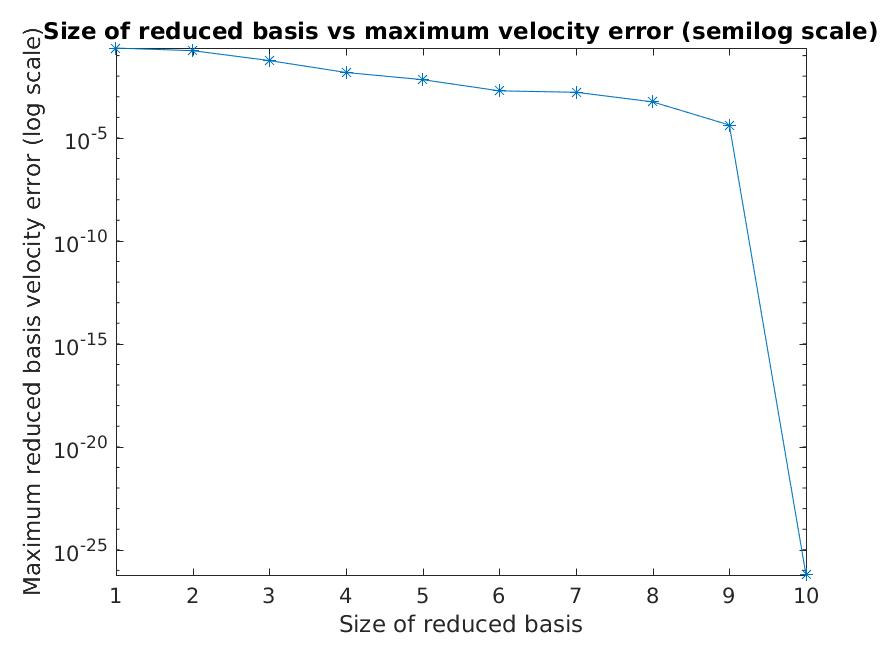 Size of reduced basis vs maximum velocity error (semilog scale)
Maximum reduced basis velocity error (log scale)
10^-5
10^-10
10^-15
10^-20
10^-25
1 2 3 4 5 6 7 8 9 10
Size of reduced basis